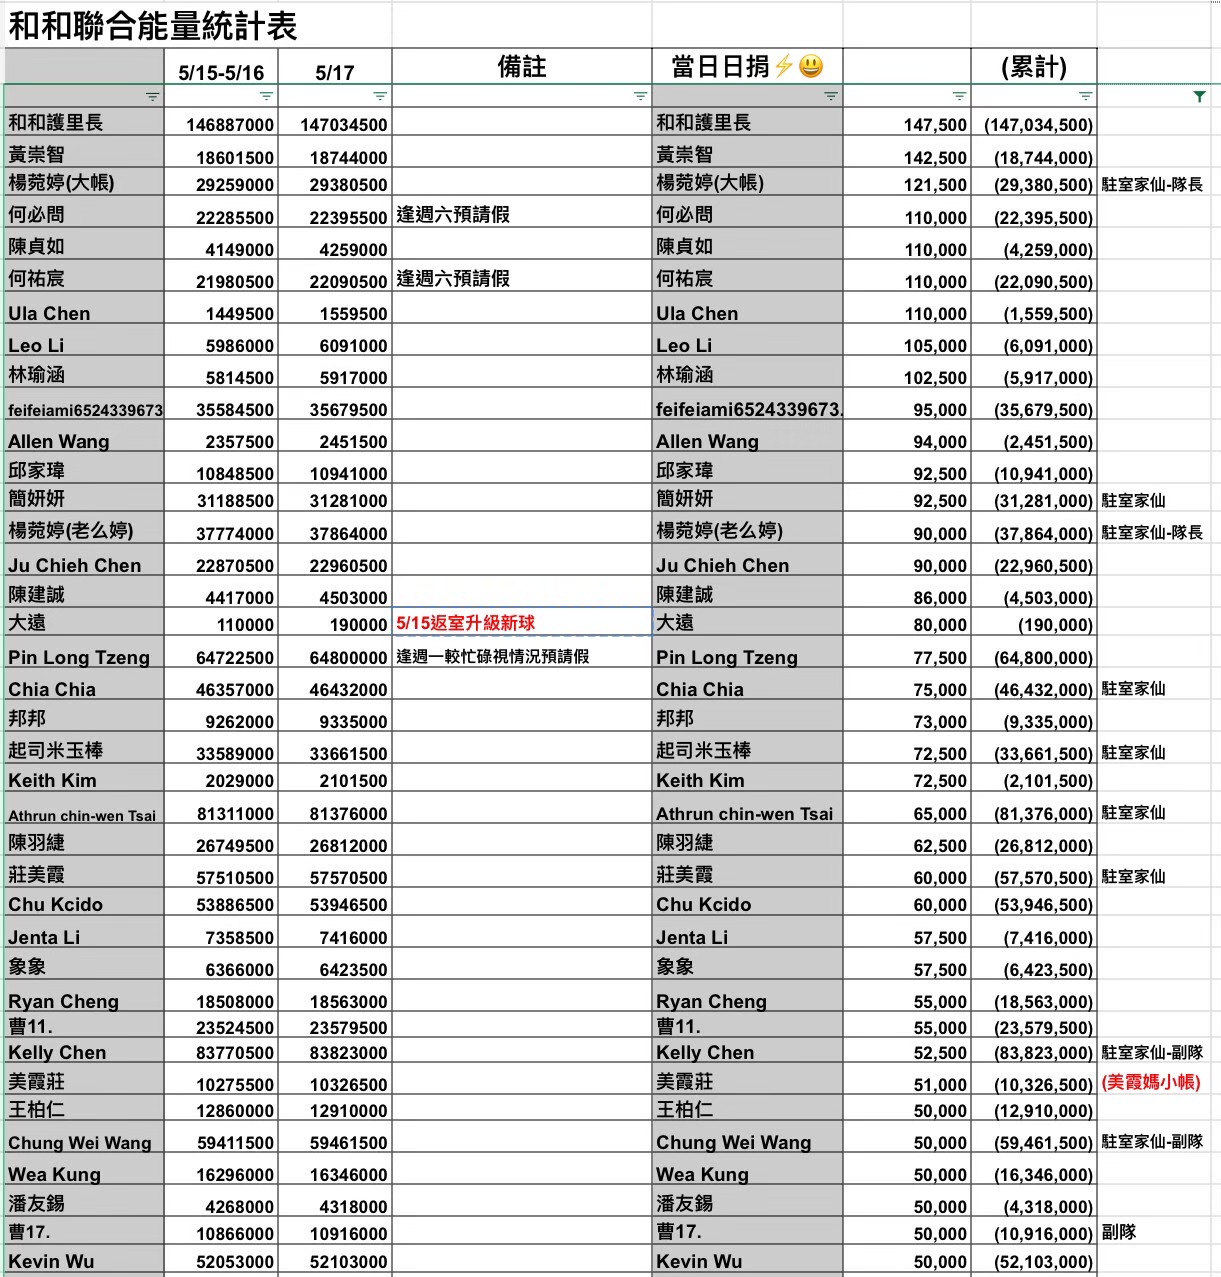 和和聯合能量統計表
5/15-5/16 5/17 備註 當日日捐⚡😃 (累計)
和和護里長 146887000 147034500 和和護里長 147,500 (147,034,500)
黃崇智 18601500 18744000 黃崇智 142,500 (18,744,000)
楊菀婷(大帳) 29259000 29380500 楊菀婷(大帳) 121,500 (29,380,500) 駐室家仙-隊長
何必問 22285500 22395500 逢週六預請假 何必問 110,000 (22,395,500)
陳貞如 4149000 4259000 陳貞如 110,000 (4,259,000)
何祐宸 21980500 22090500 逢週六預請假 何祐宸 110,000 (22,090,500)
Ula Chen 1449500 1559500 Ula Chen 110,000 (1,559,500)
Leo Li 5986000 6091000 Leo Li 105,000 (6,091,000)
林瑜涵 5814500 5917000 林瑜涵 102,500 (5,917,000)
feifeiami6524339673 35584500 35679500 feifeiami6524339673. 95,000 (35,679,500)
Allen Wang 2357500 2451500 Allen Wang 94,000 (2,451,500)
邱家瑋 10848500 10941000 邱家瑋 92,500 (10,941,000)
簡妍妍 31188500 31281000 簡妍妍 92,500 (31,281,000) 駐室家仙
楊菀婷(老么婷) 37774000 37864000 楊菀婷(老么婷) 90,000 (37,864,000) 駐室家仙-隊長
Ju Chieh Chen 22870500 22960500 Ju Chieh Chen 90,000 (22,960,500)
陳建誠 4417000 4503000 陳建誠 86,000 (4,503,000)
大遠 110000 190000 5/15返室升級新球 大遠 80,000 (190,000)
Pin Long Tzeng 64722500 64800000 逢週一較忙碌視情況預請假 Pin Long Tzeng 77,500 (64,800,000)
Chia Chia 46357000 46432000 Chia Chia 75,000 (46,432,000) 駐室家仙
邦邦 9262000 9335000 邦邦 73,000 (9,335,000)
起司米玉棒 33589000 33661500 起司米玉棒 72,500 (33,661,500) 駐室家仙
Keith Kim 2029000 2101500 Keith Kim 72,500 (2,101,500)
Athrun chin-wen Tsai 81311000 81376000 Athrun chin-wen Tsai 65,000 (81,376,000) 駐室家仙
陳羽緁 26749500 26812000 陳羽緁 62,500 (26,812,000)
莊美霞 57510500 57570500 莊美霞 60,000 (57,570,500) 駐室家仙
Chu Kcido 53886500 53946500 Chu Kcido 60,000 (53,946,500)
Jenta Li 7358500 7416000 Jenta Li 57,500 (7,416,000)
象象 6366000 6423500 象象 57,500 (6,423,500)
Ryan Cheng 18508000 18563000 Ryan Cheng 55,000 (18,563,000)
曹11. 23524500 23579500 曹11. 55,000 (23,579,500)
Kelly Chen 83770500 83823000 Kelly Chen 52,500 (83,823,000) 駐室家仙-副隊
美霞莊 10275500 10326500 美霞莊 51,000 (10,326,500) (美霞媽小帳)
王柏仁 12860000 12910000 王柏仁 50,000 (12,910,000)
Chung Wei Wang 59411500 59461500 Chung Wei Wang 50,000 (59,461,500) 駐室家仙-副隊
Wea Kung 16296000 16346000 Wea Kung 50,000 (16,346,000)
潘友錫 4268000 4318000 潘友錫 50,000 (4,318,000)
曹17. 10866000 10916000 曹17. 50,000 (10,916,000) 副隊
Kevin Wu 52053000 52103000 Kevin Wu 50,000 (52,103,000)